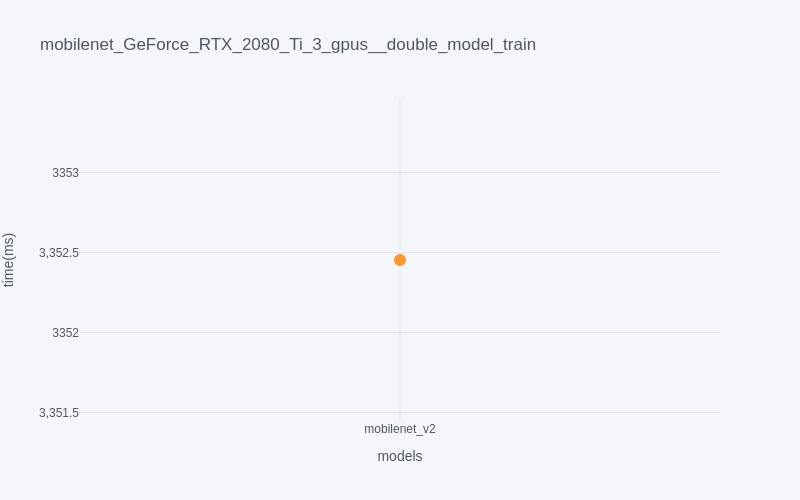 mobilenet_GeForce_RTX_2080_Ti_3_gpus__double_model_train
3353
3,352.5
3352
3,351.5
time(ms)
mobilenet_v2
models